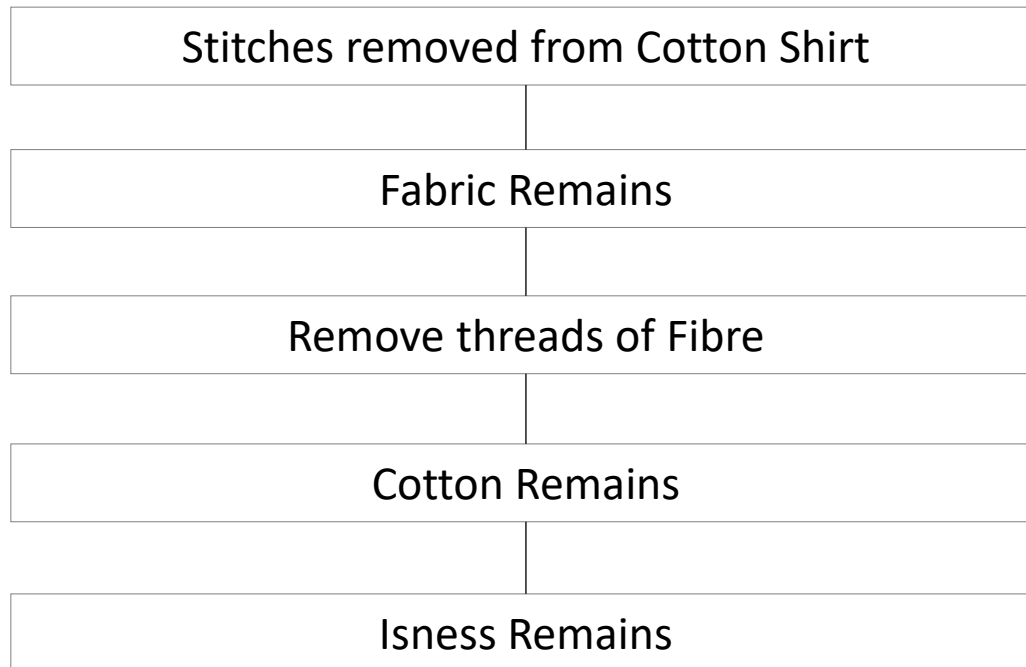 Stitches removed from Cotton Shirt
Fabric Remains
Remove threads of Fibre
Cotton Remains
Isness Remains